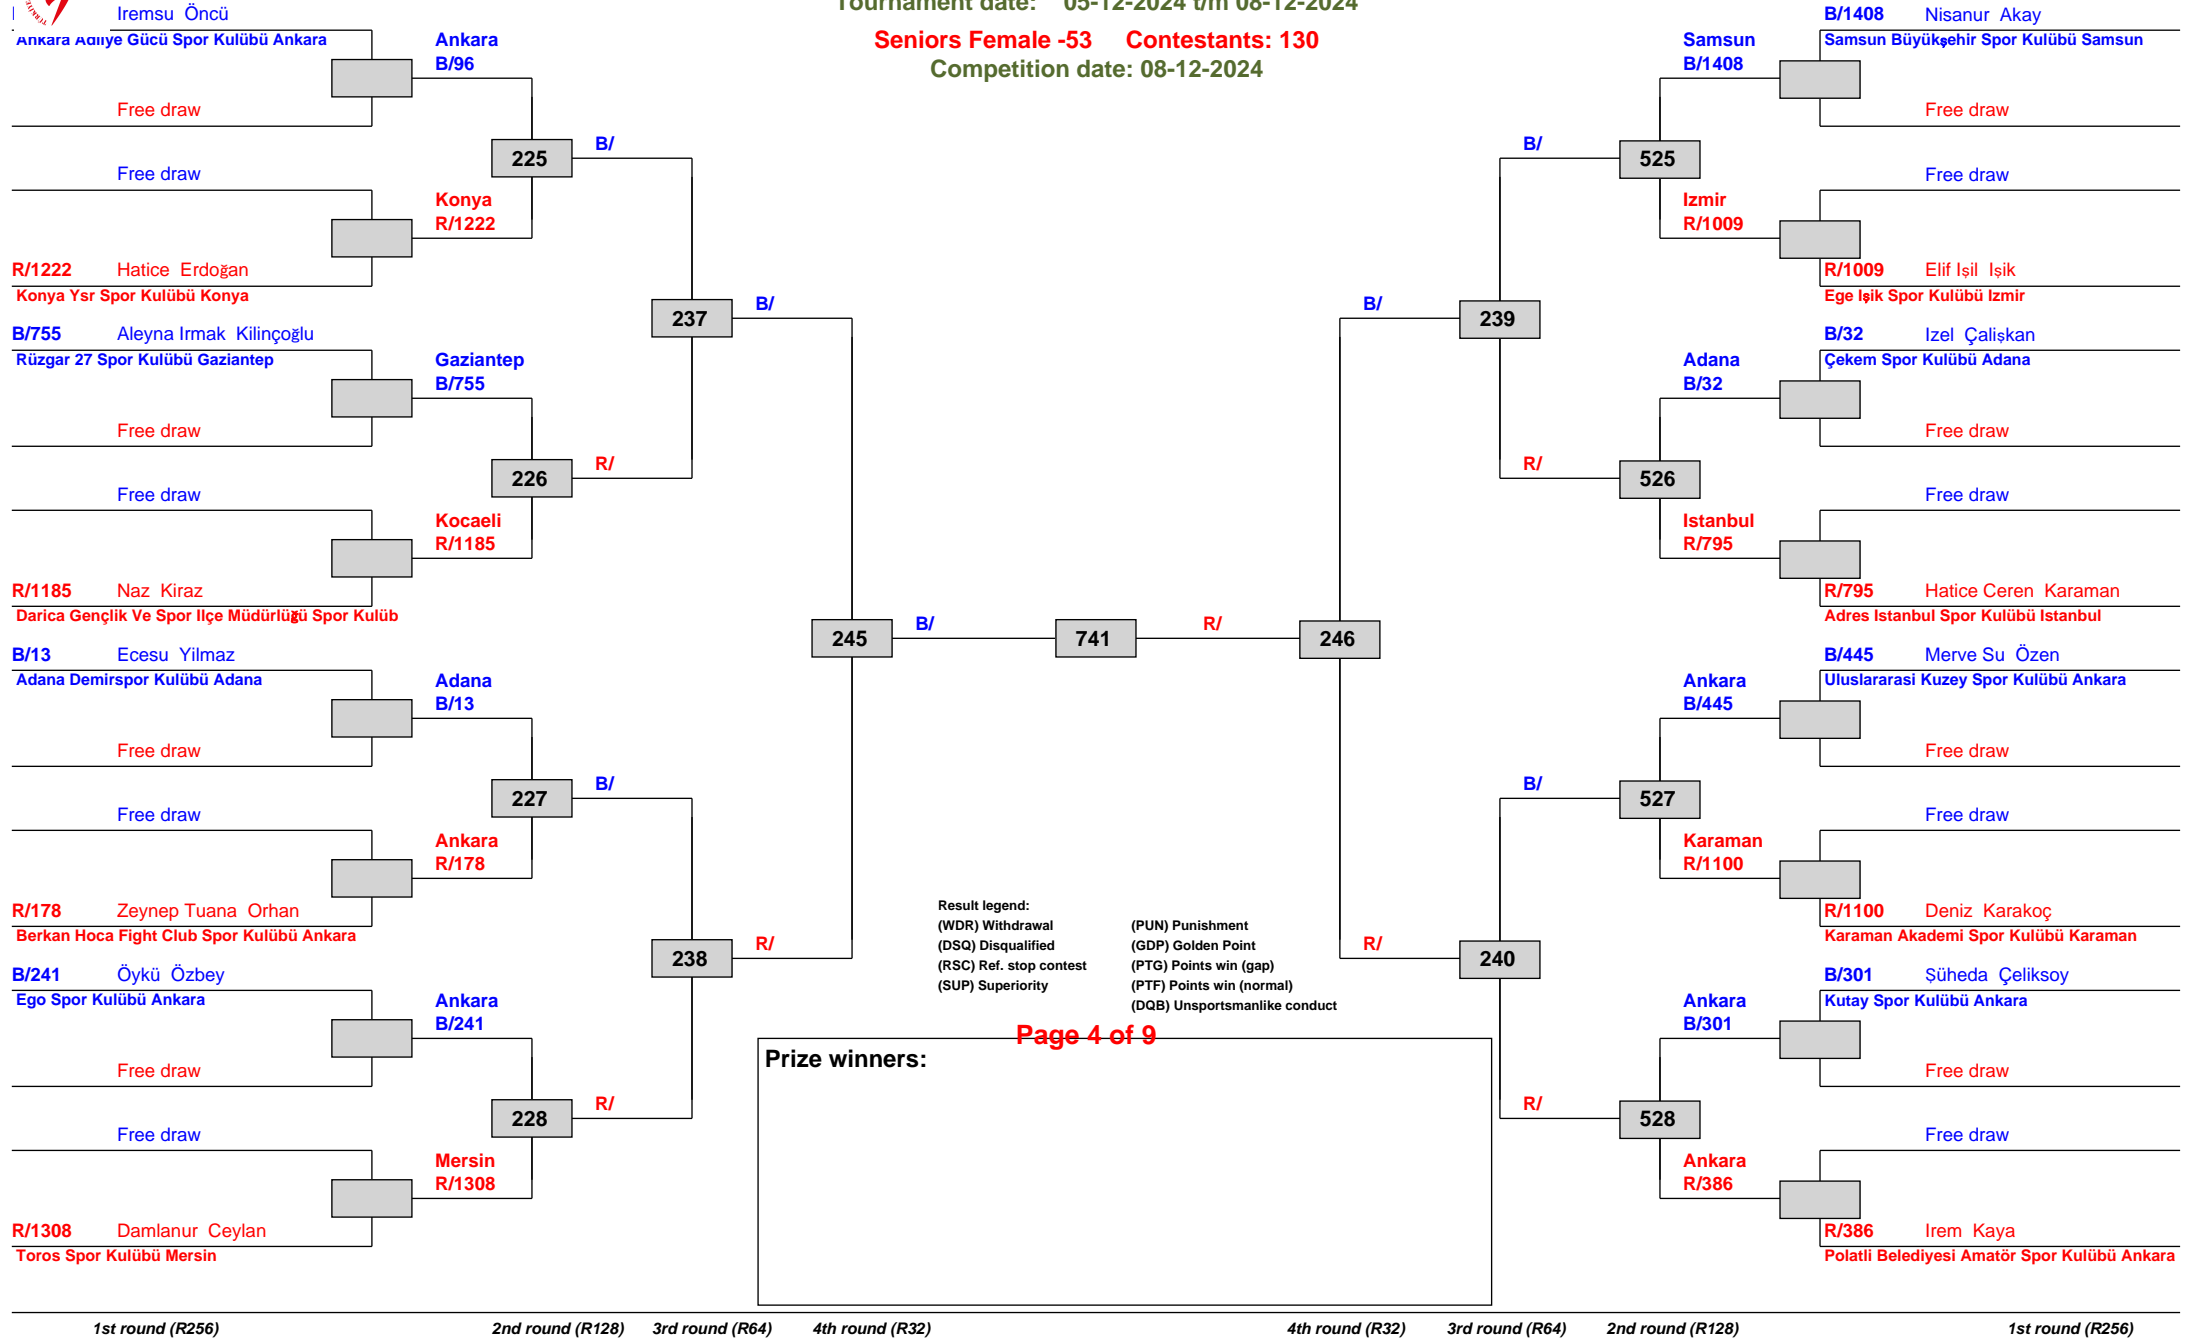 Tournament date: 05-12-2024 t/m 08-12-2024
Seniors Female -53 Contestants: 130
Competition date: 08-12-2024
Iremsu Öncü
Ankara Adliye Gücü Spor Kulübü Ankara
Free draw
Free draw
R/1222 Hatice Erdoğan
Konya Ysr Spor Kulübü Konya
B/755 Aleyna Irmak Kilinçoğlu
Rüzgar 27 Spor Kulübü Gaziantep
Free draw
Free draw
R/1185 Naz Kiraz
Darica Gençlik Ve Spor Ilçe Müdürlüğü Spor Kulüb
B/13 Ecesu Yilmaz
Adana Demirspor Kulübü Adana
Free draw
Free draw
R/178 Zeynep Tuana Orhan
Berkan Hoca Fight Club Spor Kulübü Ankara
B/241 Öykü Özbey
Ego Spor Kulübü Ankara
Free draw
Free draw
R/1308 Damlanur Ceylan
Toros Spor Kulübü Mersin
Ankara
B/96
225
Konya
R/1222
Gaziantep
B/755
226
Kocaeli
R/1185
Adana
B/13
227
Ankara
R/178
Ankara
B/241
228
Mersin
R/1308
B/
237
R/
B/
238
R/
B/
245
R/
B/
741
R/
246
B/
R/
B/
239
R/
B/
240
R/
Samsun
B/1408
525
Izmir
R/1009
Adana
B/32
526
Istanbul
R/795
Ankara
B/445
527
Karaman
R/1100
Ankara
B/301
528
Ankara
R/386
B/1408 Nisanur Akay
Samsun Büyükşehir Spor Kulübü Samsun
Free draw
Free draw
R/1009 Elif Işil Işik
Ege Işik Spor Kulübü Izmir
B/32 Izel Çalişkan
Çekem Spor Kulübü Adana
Free draw
Free draw
R/795 Hatice Ceren Karaman
Adres Istanbul Spor Kulübü Istanbul
B/445 Merve Su Özen
Uluslararasi Kuzey Spor Kulübü Ankara
Free draw
Free draw
R/1100 Deniz Karakoç
Karaman Akademi Spor Kulübü Karaman
B/301 Şüheda Çeliksoy
Kutay Spor Kulübü Ankara
Free draw
Free draw
R/386 Irem Kaya
Polatli Belediyesi Amatör Spor Kulübü Ankara
Result legend:
(WDR) Withdrawal (PUN) Punishment
(DSQ) Disqualified (GDP) Golden Point
(RSC) Ref. stop contest (PTG) Points win (gap)
(SUP) Superiority (PTF) Points win (normal)
(DQB) Unsportsmanlike conduct
Page 4 of 9
Prize winners:
1st round (R256) 2nd round (R128) 3rd round (R64) 4th round (R32) 4th round (R32) 3rd round (R64) 2nd round (R128) 1st round (R256)